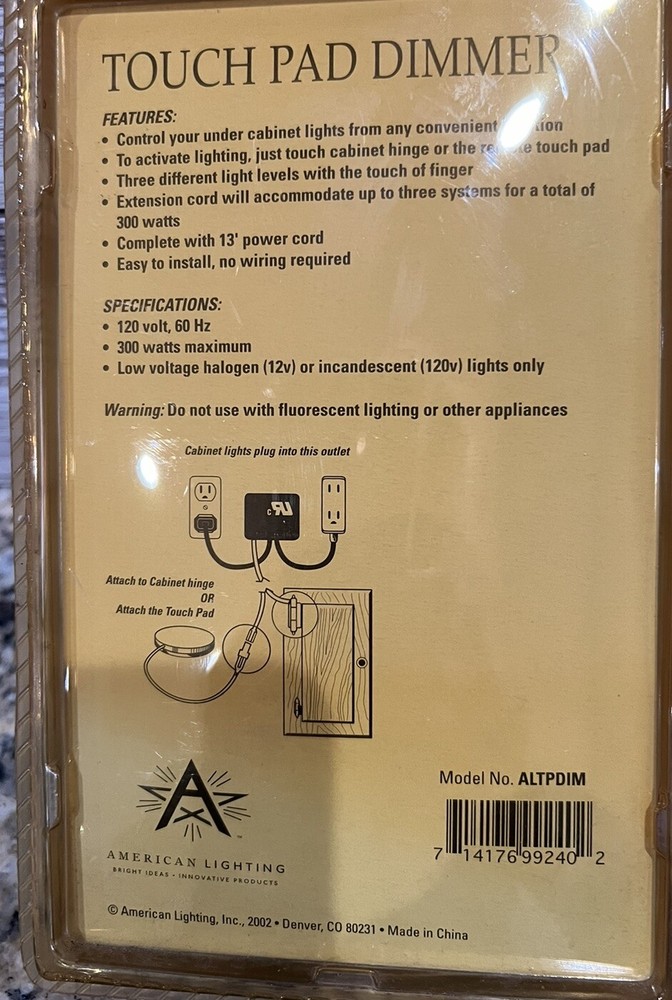 TOUCH PAD DIMMER
FEATURES:
• Control your under cabinet lights from any convenient
• To activate lighting, just touch cabinet hinge or the remote touch pad
• Three different light levels with the touch of finger
• Extension cord will accommodate up to three systems for a total of
300 watts
• Complete with 13' power cord
• Easy to install, no wiring required
SPECIFICATIONS:
• 120 volt, 60 Hz
• 300 watts maximum
• Low voltage halogen (12v) or incandescent (120v) lights only
Warning: Do not use with fluorescent lighting or other appliances
Cabinet lights plug into this outlet
Attach to Cabinet hinge
OR
Attach the Touch Pad
Model No. ALTPDIM
7 14176 99240 2
AMERICAN LIGHTING
BRIGHT IDEAS • INNOVATIVE PRODUCTS
© American Lighting, Inc., 2002 • Denver, CO 80231 • Made in China